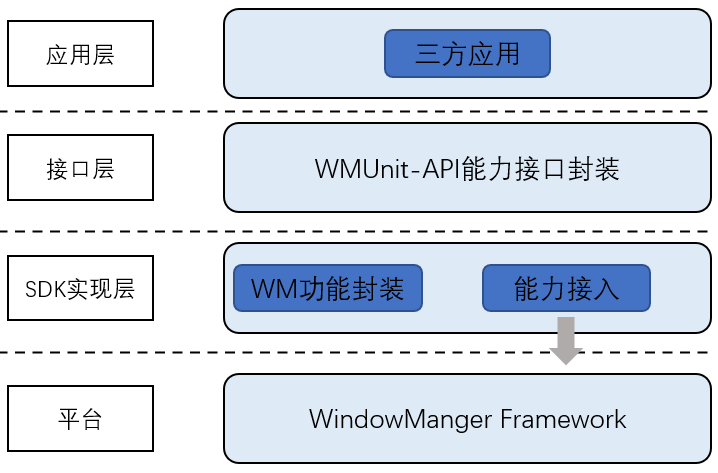 应用层
三方应用
接口层
WMUnit-API能力接口封装
SDK实现层
WM功能封装
能力接入
平台
WindowManger Framework